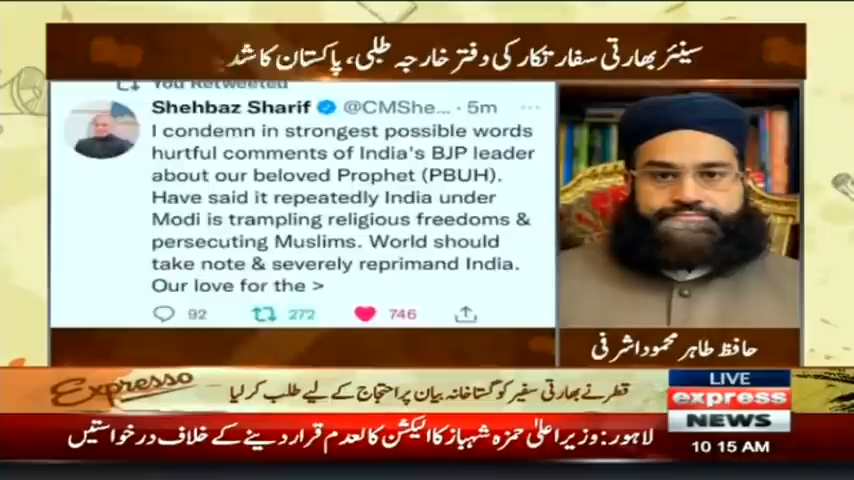 سینئر بھارتی سفارتکار کی دفتر خارجہ طلبی، پاکستان کا شد
You Retweeted
Shehbaz Sharif @CMShe... · 5m
I condemn in strongest possible words
hurtful comments of India's BJP leader
about our beloved Prophet (PBUH).
Have said it repeatedly India under
Modi is trampling religious freedoms &
persecuting Muslims. World should
take note & severely reprimand India.
Our love for the >
92 272 746
حافظ طاہر محمود اشرفی
Expresso
قطر نے بھارتی سفیر کو گستاخانہ بیان پر احتجاج کے لیے طلب کر لیا
LIVE
express
NEWS
10 15 AM
لاہور: وزیراعلیٰ حمزہ شہباز کا الیکشن کالعدم قرار دینے کے خلاف درخواستیں